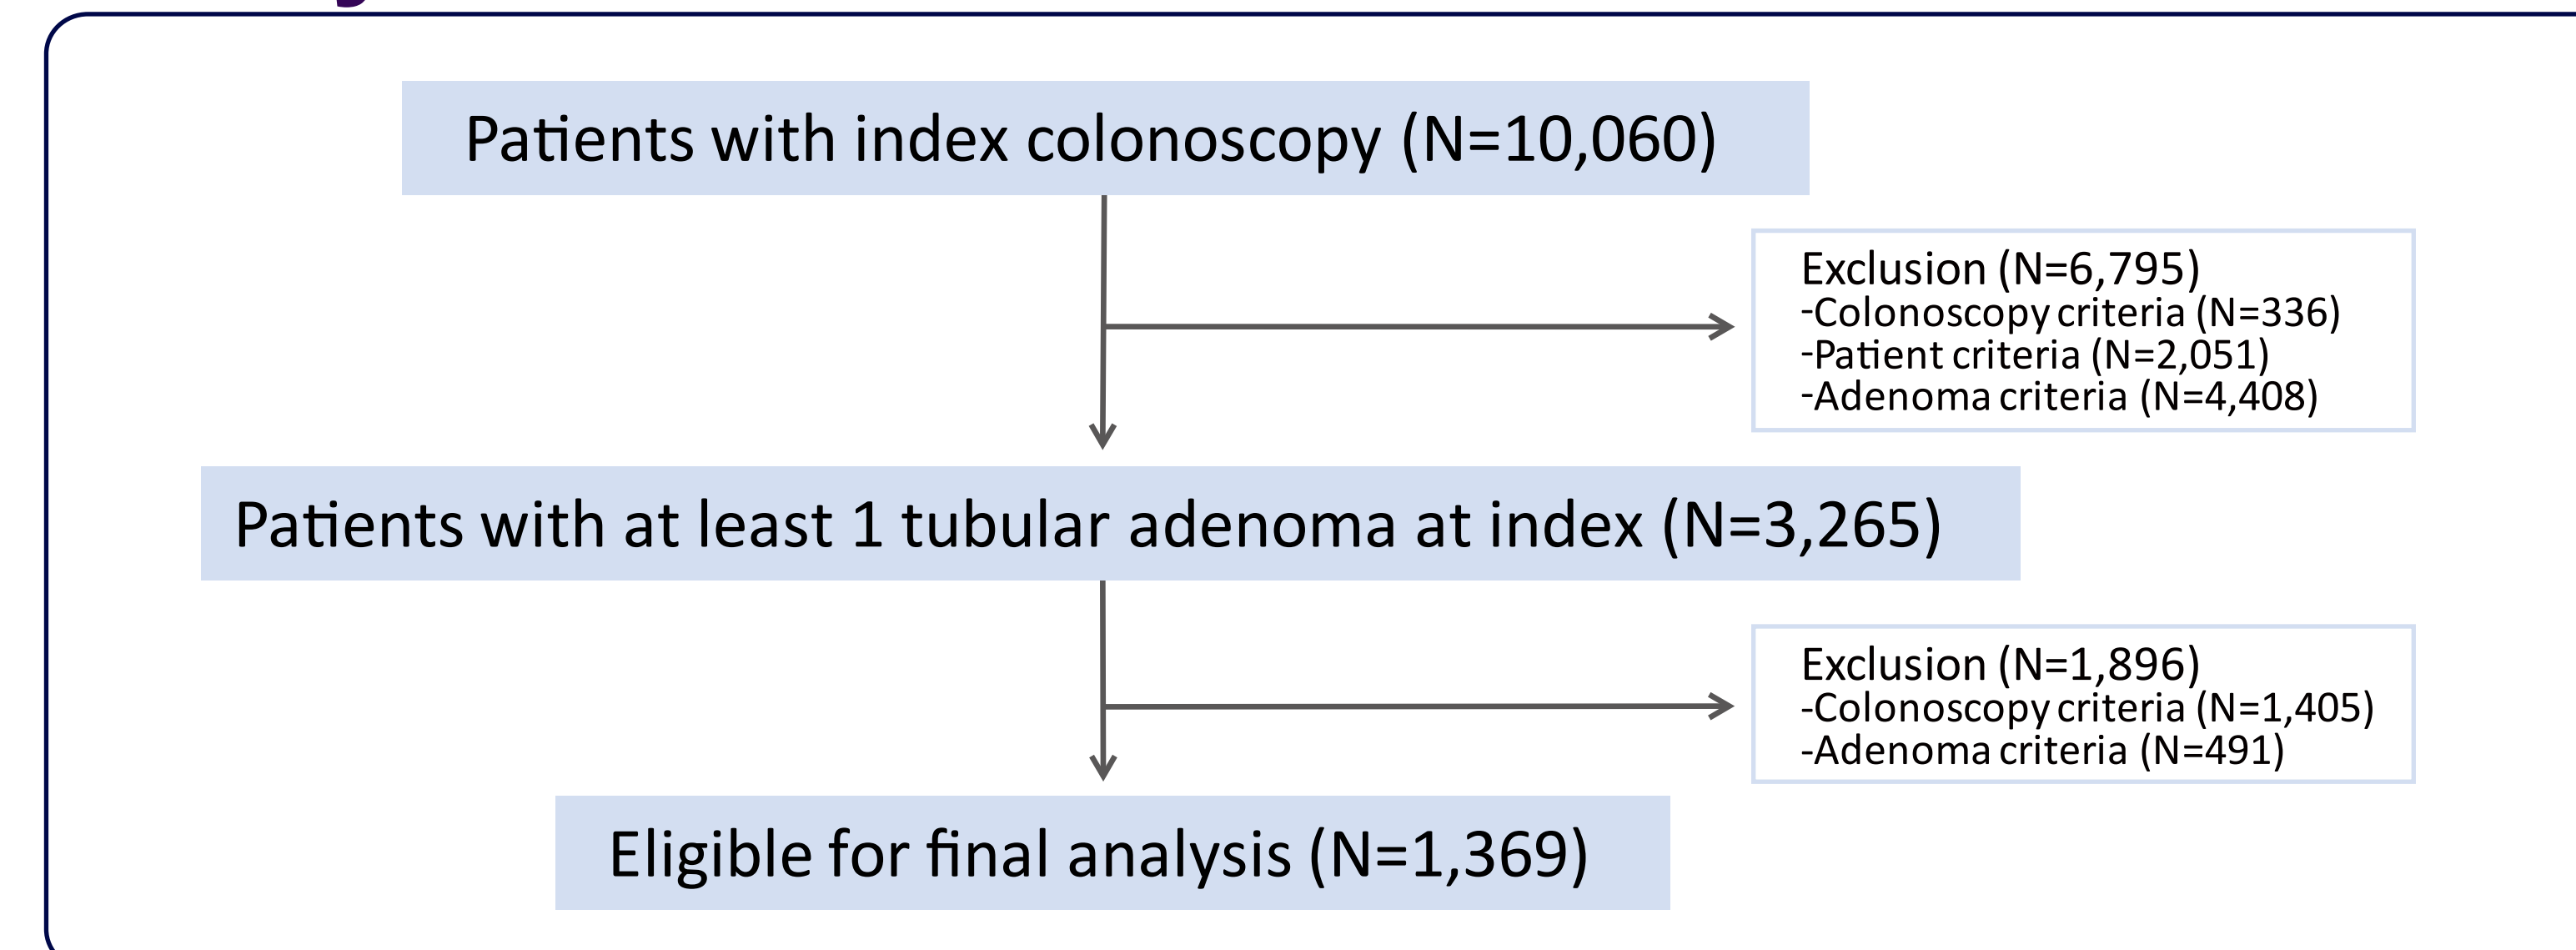 Patients with index colonoscopy (N=10,060)
Exclusion (N=6,795)
-Colonoscopy criteria (N=336)
-Patient criteria (N=2,051)
-Adenoma criteria (N=4,408)
Patients with at least 1 tubular adenoma at index (N=3,265)
Exclusion (N=1,896)
-Colonoscopy criteria (N=1,405)
-Adenoma criteria (N=491)
Eligible for final analysis (N=1,369)